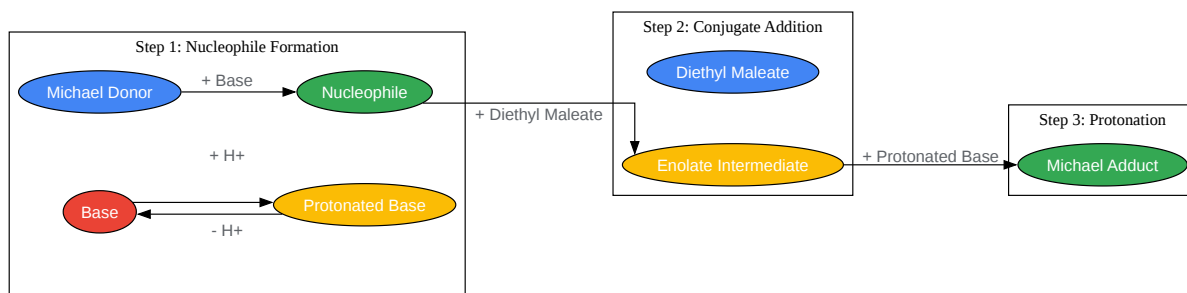 Step 1: Nucleophile Formation
Michael Donor
+ Base
Nucleophile
+ H+
Base
Protonated Base
- H+
+ Diethyl Maleate
Step 2: Conjugate Addition
Diethyl Maleate
Enolate Intermediate
+ Protonated Base
Step 3: Protonation
Michael Adduct